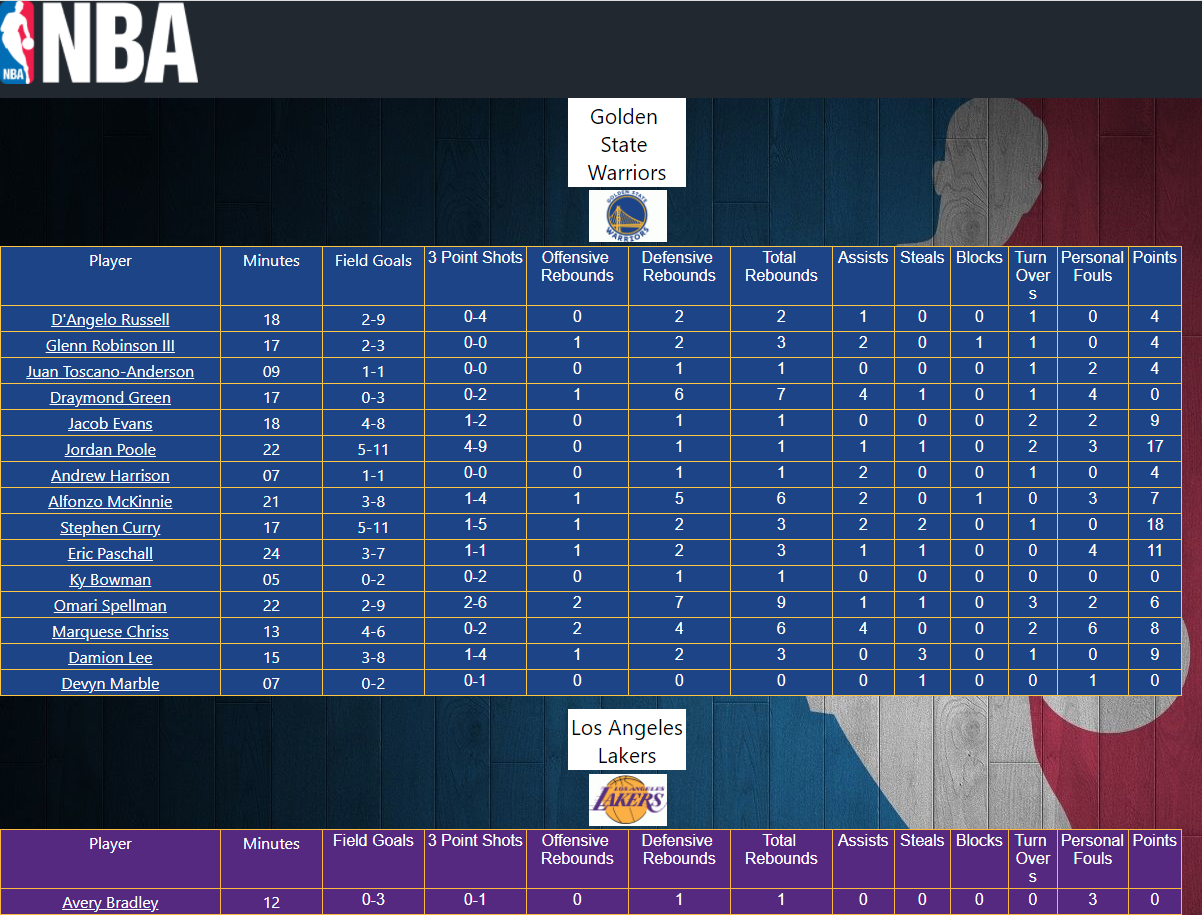 NBA NBA
Golden
State
Warriors
GOLDEN STATE
WARRIORS
Player Minutes Field Goals 3 Point Shots Offensive Rebounds Defensive Rebounds Total Rebounds Assists Steals Blocks Turn Overs Personal Fouls Points
D'Angelo Russell 18 2-9 0-4 0 2 2 1 0 0 1 0 4
Glenn Robinson III 17 2-3 0-0 1 2 3 2 0 1 1 0 4
Juan Toscano-Anderson 09 1-1 0-0 0 1 1 0 0 0 1 2 4
Draymond Green 17 0-3 0-2 1 6 7 4 1 0 1 4 0
Jacob Evans 18 4-8 1-2 0 1 1 0 0 0 2 2 9
Jordan Poole 22 5-11 4-9 0 1 1 1 1 0 2 3 17
Andrew Harrison 07 1-1 0-0 0 1 1 2 0 0 1 0 4
Alfonzo McKinnie 21 3-8 1-4 1 5 6 2 0 1 0 3 7
Stephen Curry 17 5-11 1-5 1 2 3 2 2 0 1 0 18
Eric Paschall 24 3-7 1-1 1 2 3 1 1 0 0 4 11
Ky Bowman 05 0-2 0-2 0 1 1 0 0 0 0 0 0
Omari Spellman 22 2-9 2-6 2 7 9 1 1 0 3 2 6
Marquese Chriss 13 4-6 0-2 2 4 6 4 0 0 2 6 8
Damion Lee 15 3-8 1-4 1 2 3 0 3 0 1 0 9
Devyn Marble 07 0-2 0-1 0 0 0 0 1 0 0 1 0
Los Angeles
Lakers
LOS ANGELES
LAKERS
Player Minutes Field Goals 3 Point Shots Offensive Rebounds Defensive Rebounds Total Rebounds Assists Steals Blocks Turn Overs Personal Fouls Points
Avery Bradley 12 0-3 0-1 0 1 1 0 0 0 0 3 0